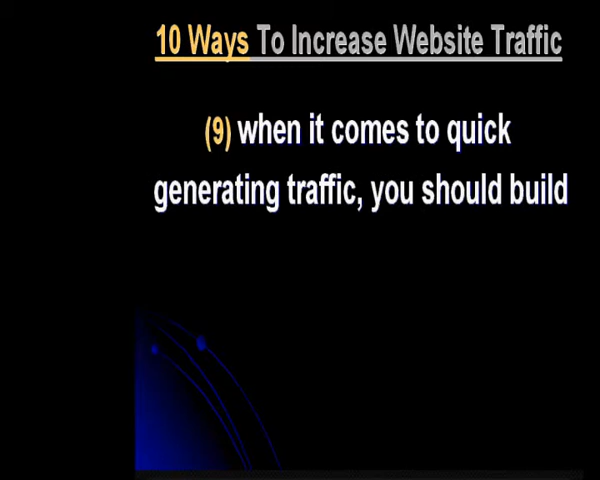 10 Ways To Increase Website Traffic
(9) when it comes to quick
generating traffic, you should build